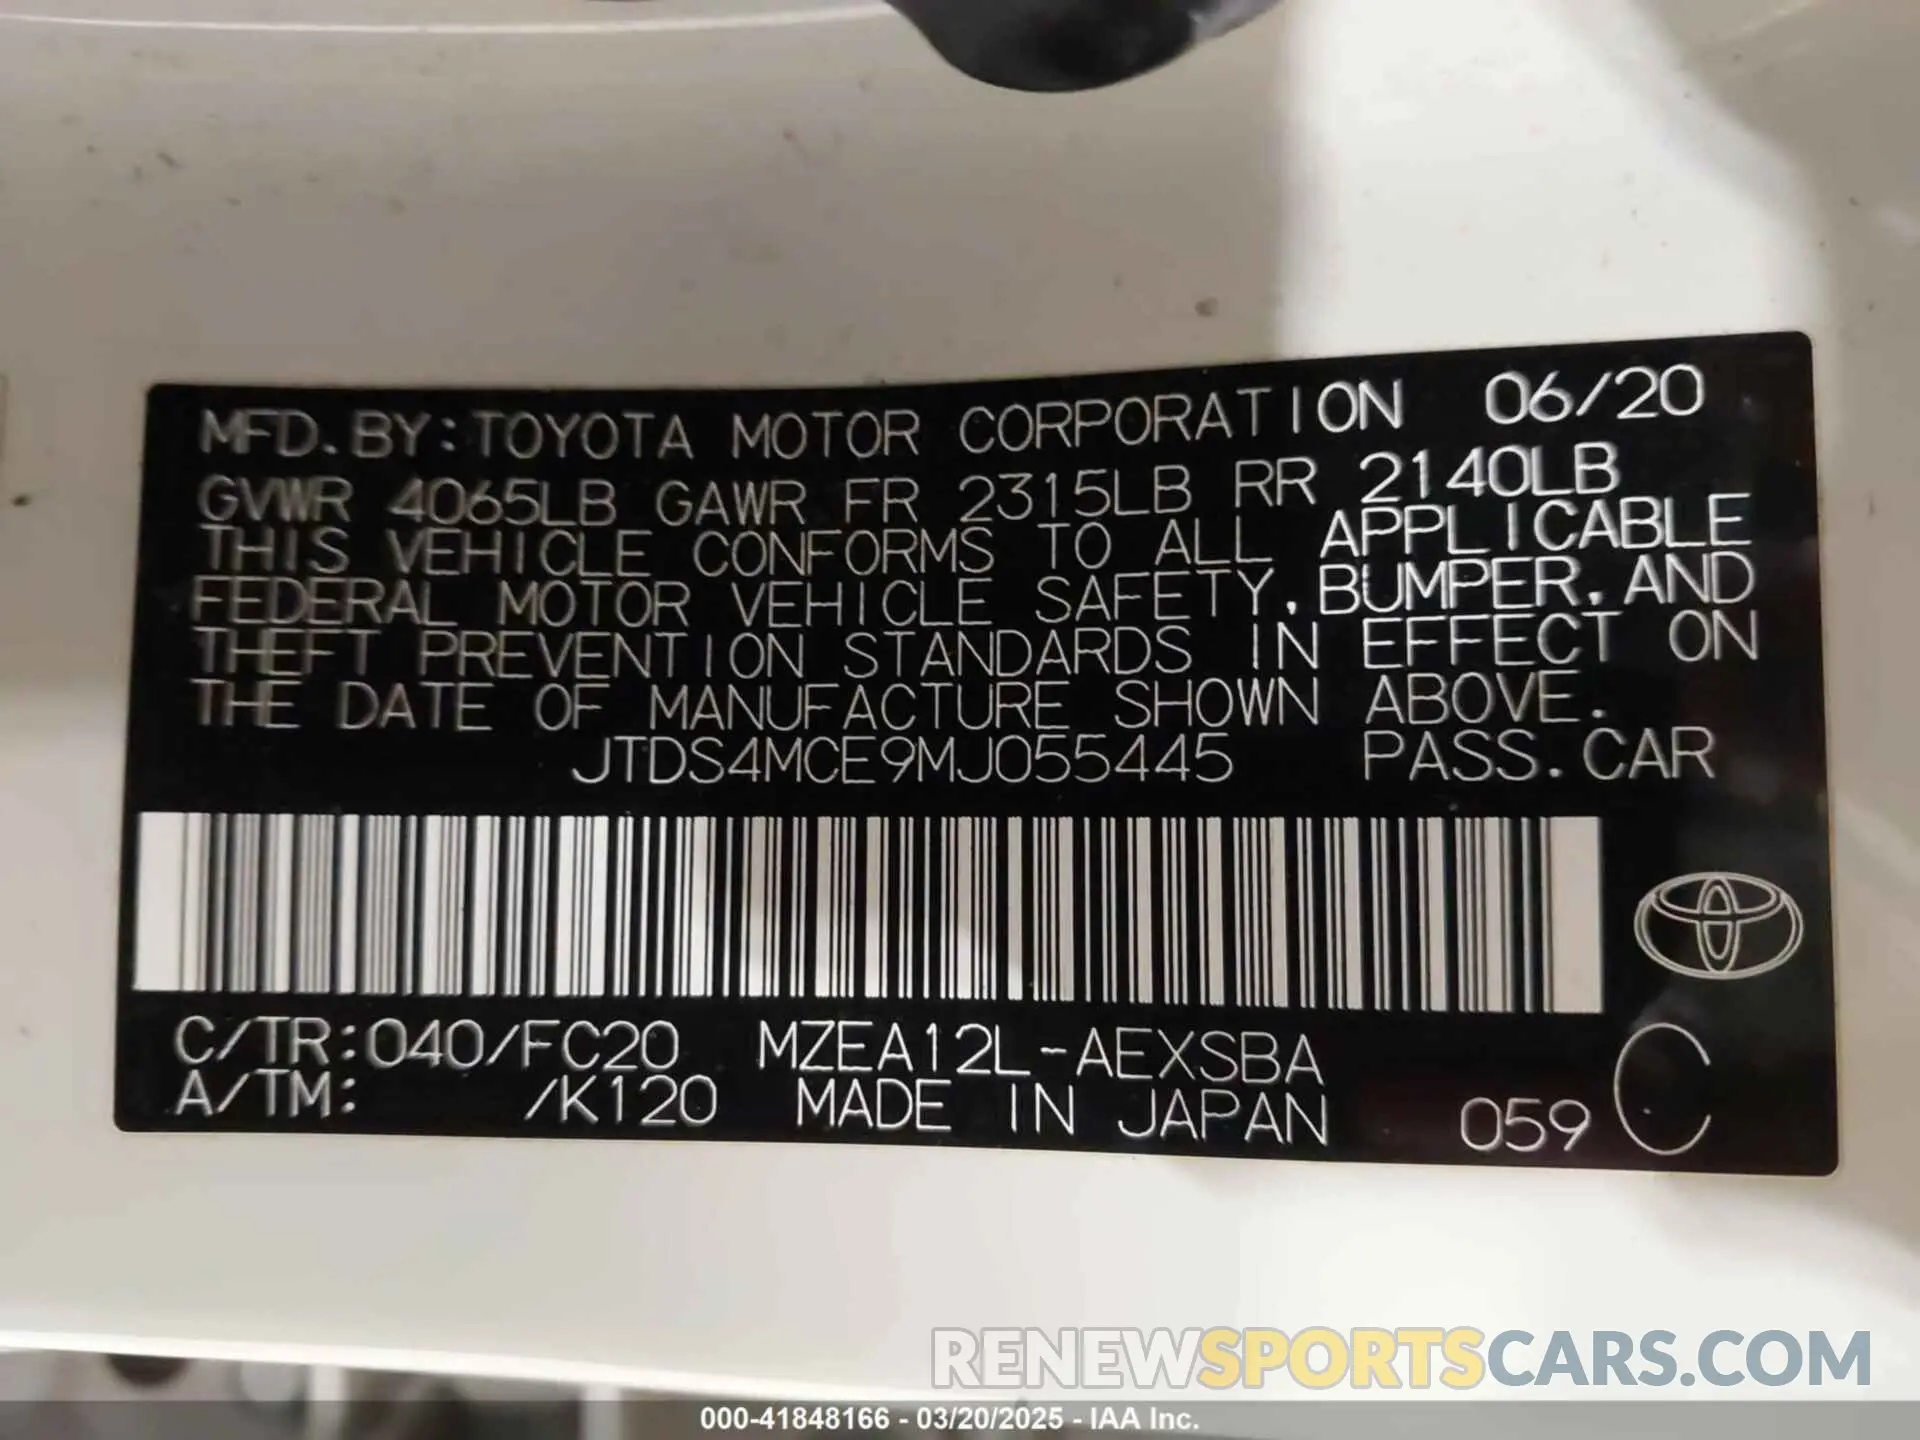 MFD.BY:TOYOTA MOTOR CORPORATION 06/20
GVWR 4065LB GAWR FR 2315LB RR 2140LB
THIS VEHICLE CONFORMS TO ALL APPLICABLE
FEDERAL MOTOR VEHICLE SAFETY,BUMPER,AND
THEFT PREVENTION STANDARDS IN EFFECT ON
THE DATE OF MANUFACTURE SHOWN ABOVE.
JTDS4MCE9MJ055445 PASS.CAR
C/TR:040/FC20 MZEA12L-AEXSBA
A/TM: /K120 MADE IN JAPAN 059 C
RENEWSPORTSCARS.COM
000-41848166 - 03/20/2025 - IAA Inc.